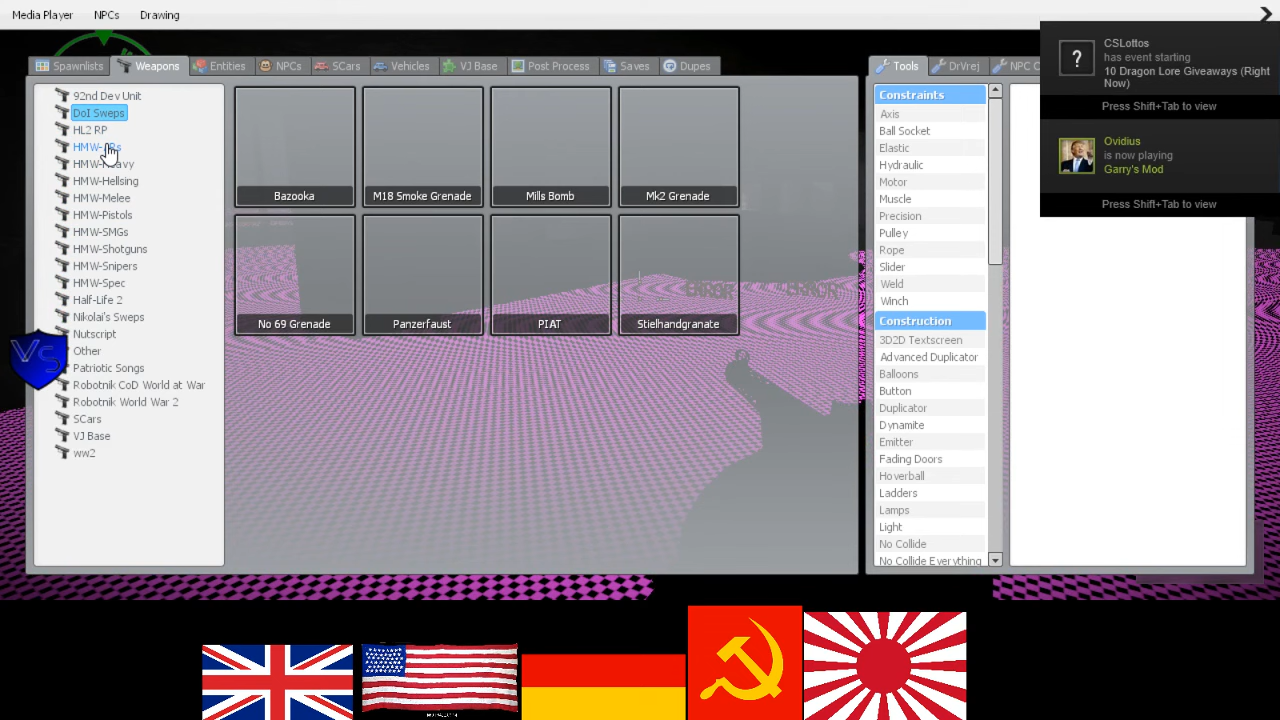 Media Player NPCs Drawing
Spawnlists Weapons Entities NPCs SCars Vehicles VJ Base Post Process Saves Dupes
92nd Dev Unit
DoI Sweps
HL2 RP
HMW-Hellsing
HMW-Melee
HMW-Pistols
HMW-SMGs
HMW-Shotguns
HMW-Snipers
HMW-Spec
Half-Life 2
Nikolai's Sweps
Nutscript
Other
Patriotic Songs
Robotnik CoD World at War
Robotnik World War 2
SCars
VJ Base
ww2
Bazooka
M18 Smoke Grenade
Mills Bomb
Mk2 Grenade
No 69 Grenade
Panzerfaust
PIAT
Stielhandgranate
ERROR ERROR
VS
Tools DrVrej NPC
Constraints
Axis
Ball Socket
Elastic
Hydraulic
Motor
Muscle
Precision
Pulley
Rope
Slider
Weld
Winch
Construction
3D2D Textscreen
Advanced Duplicator
Balloons
Button
Duplicator
Dynamite
Emitter
Fading Doors
Hoverball
Ladders
Lamps
Light
No Collide
No Collide Everything
?
CSLottos
has event starting
10 Dragon Lore Giveaways (Right
Now)
Press Shift+Tab to view
Ovidius
is now playing
Garry's Mod
Press Shift+Tab to view